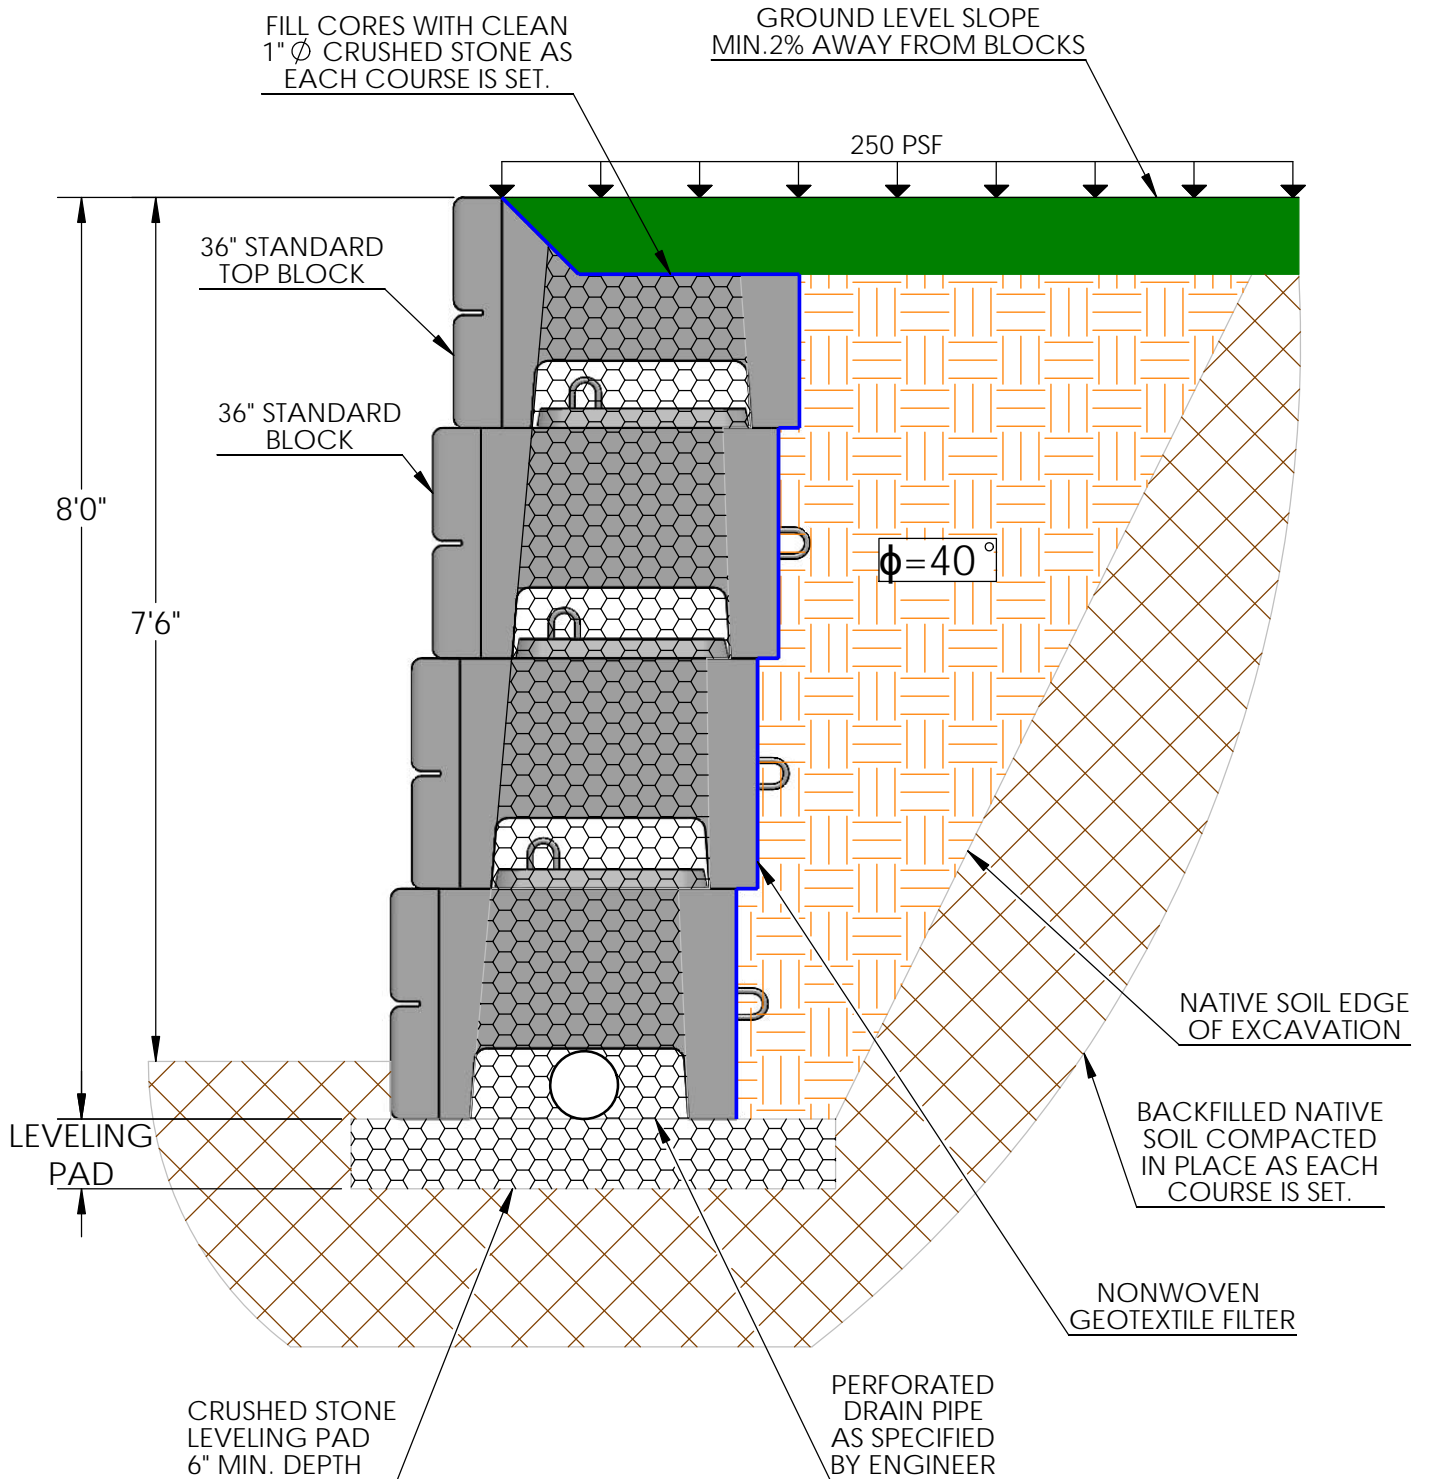 FILL CORES WITH CLEAN
1"∅ CRUSHED STONE AS
EACH COURSE IS SET.
GROUND LEVEL SLOPE
MIN.2% AWAY FROM BLOCKS
250 PSF
36" STANDARD
TOP BLOCK
36" STANDARD
BLOCK
8'0"
7'6"
ϕ=40°
NATIVE SOIL EDGE
OF EXCAVATION
LEVELING
PAD
BACKFILLED NATIVE
SOIL COMPACTED
IN PLACE AS EACH
COURSE IS SET.
NONWOVEN
GEOTEXTILE FILTER
CRUSHED STONE
LEVELING PAD
6" MIN. DEPTH
PERFORATED
DRAIN PIPE
AS SPECIFIED
BY ENGINEER